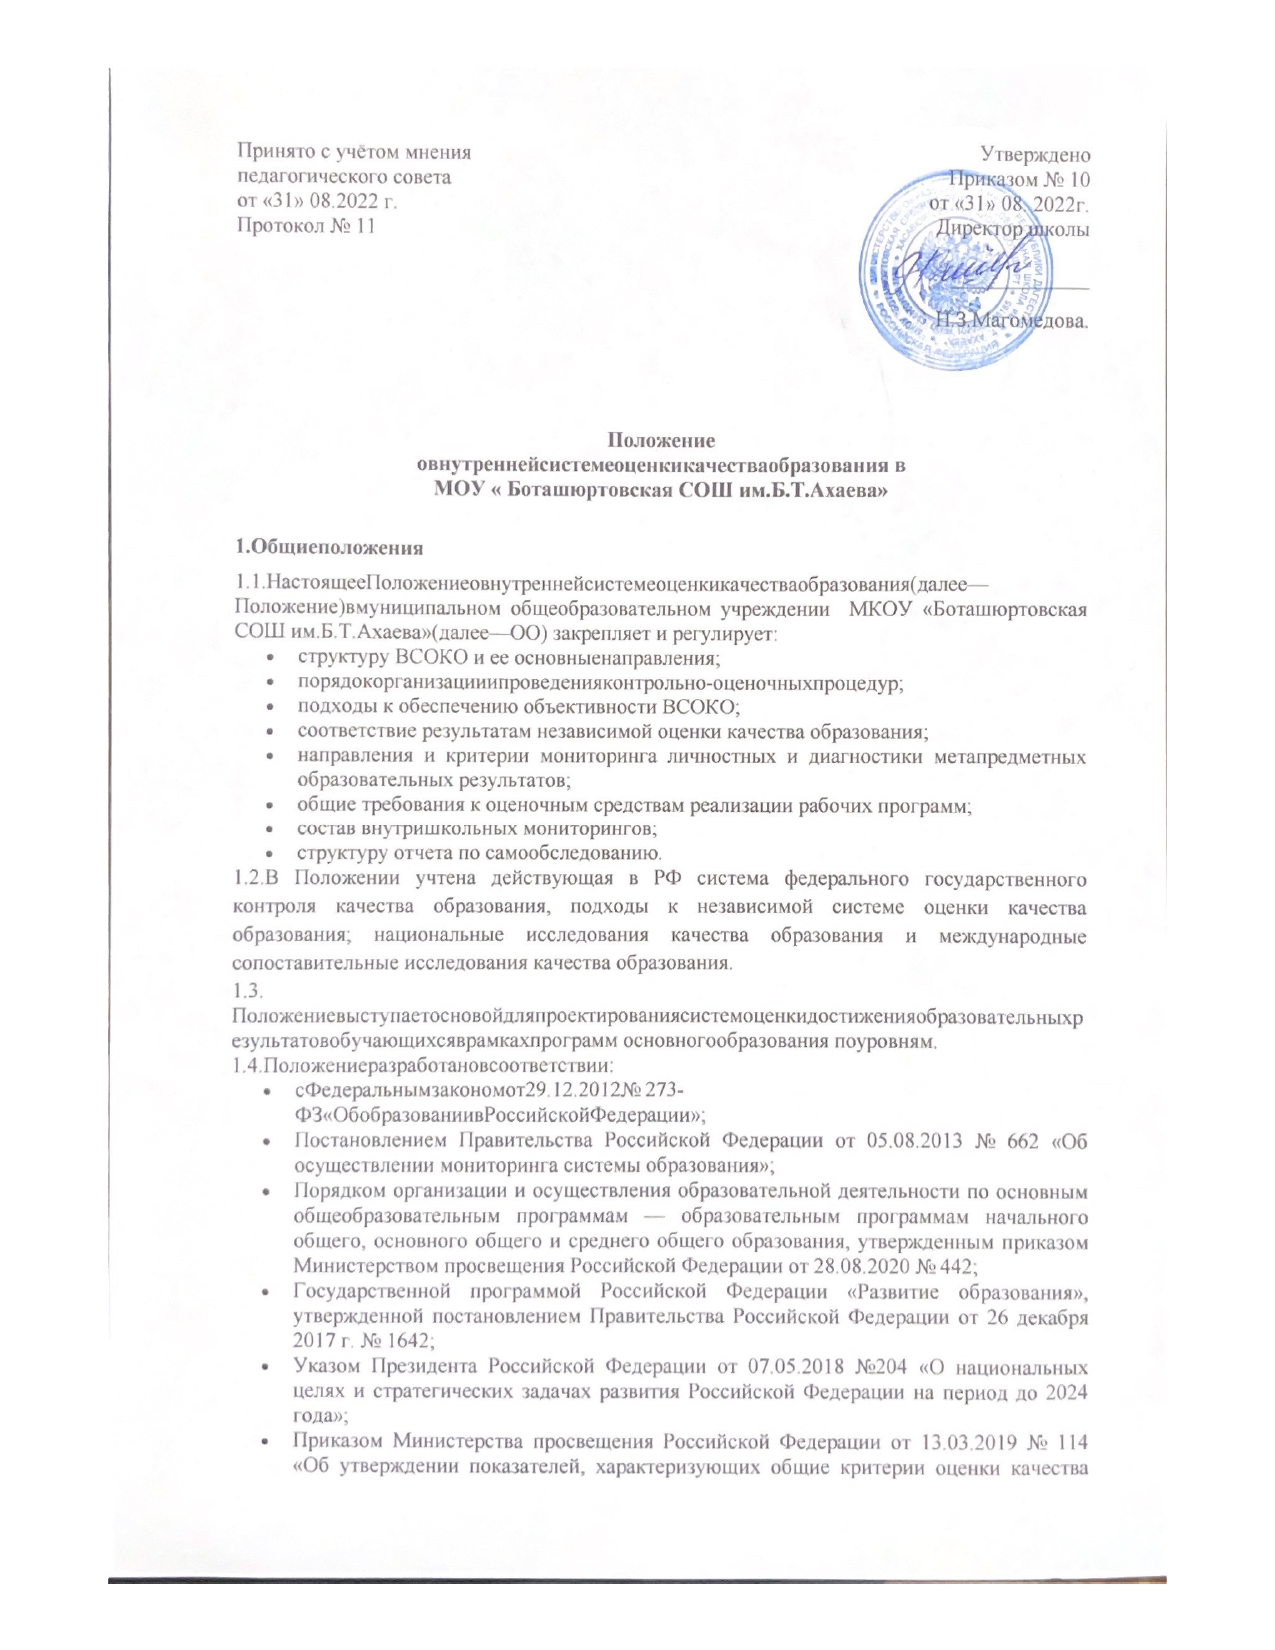 Принято с учётом мнения
педагогического совета
от «31» 08.2022 г.
Протокол № 11
Утверждено
Приказом № 10
от «31» 08. 2022г.
Директор школы
Н.З.Магомедова.
Положение
овнутреннейсистемеоценкикачестваобразования в
МОУ « Боташюртовская СОШ им.Б.Т.Ахаева»
1.Общиеположения
1.1.НастоящееПоложениеовнутреннейсистемеоценкикачестваобразования(далее—
Положение)вмуниципальном общеобразовательном учреждении МКОУ «Боташюртовская
СОШ им.Б.Т.Ахаева»(далее—ОО) закрепляет и регулирует:
• структуру ВСОКО и ее основныенаправления;
• порядокорганизациипроведенияконтрольно-оценочныхпроцедур;
• подходы к обеспечению объективности ВСОКО;
• соответствие результатам независимой оценки качества образования;
• направления и критерии мониторинга личностных и диагностики метапредметных
образовательных результатов;
• общие требования к оценочным средствам реализации рабочих программ;
• состав внутришкольных мониторингов;
• структуру отчета по самообследованию.
1.2.В Положении учтена действующая в РФ система федерального государственного
контроля качества образования, подходы к независимой системе оценки качества
образования; национальные исследования качества образования и международные
сопоставительные исследования качества образования.
1.3.
Положениевыступаетосновойдляпроектированиясистемоценкидостиженияобразовательныхр
езультатовобучающихсяврамкахпрограмм основногообразования поуровням.
1.4.Положениеразработановсоответствии:
• сФедеральнымзакономот29.12.2012№ 273-
ФЗ«ОбобразованиивРоссийскойФедерации»;
• Постановлением Правительства Российской Федерации от 05.08.2013 № 662 «Об
осуществлении мониторинга системы образования»;
• Порядком организации и осуществления образовательной деятельности по основным
общеобразовательным программам — образовательным программам начального
общего, основного общего и среднего общего образования, утвержденным приказом
Министерством просвещения Российской Федерации от 28.08.2020 № 442;
• Государственной программой Российской Федерации «Развитие образования»,
утвержденной постановлением Правительства Российской Федерации от 26 декабря
2017 г. № 1642;
• Указом Президента Российской Федерации от 07.05.2018 №204 «О национальных
целях и стратегических задачах развития Российской Федерации на период до 2024
года»;
• Приказом Министерства просвещения Российской Федерации от 13.03.2019 № 114
«Об утверждении показателей, характеризующих общие критерии оценки качества